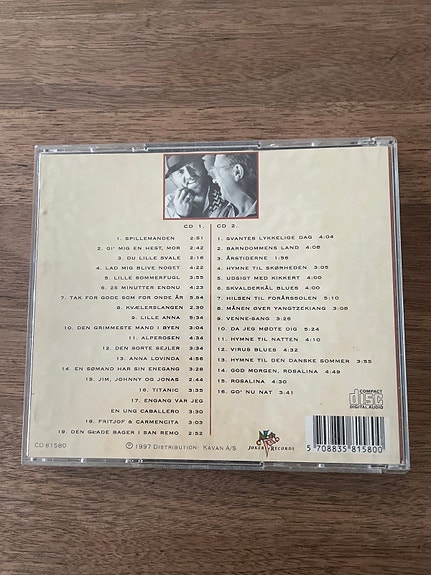 CD 1.
1. SPILLEMANDEN 2:51
2. GI' MIG EN HEST, MOR 2:42
3. DU LILLE SVALE 2:16
4. LAD MIG BLIVE NOGET 2:22
5. LILLE SOMMERFUGL 3:55
6. 25 MINUTTER ENDNU
7. TAK FOR GODE SOM FOR ONDE ÅR 5:54
8. KVÆLERSLANGEN 2:30
9. LILLE ANNA 2:54
10. DEN GRIMMESTE MAND I BYEN 3:04
11. ALPERGSEN 2:34
12. DEN SORTE SEJLER 3:34
13. ANNA LOVINDA 2:56
14. EN SØMAND HAR SIN ENEGANG 3:28
15. JIM, JOHNNY OG JONAS 2:44
16. TITANIC 3:35
17. ENGANG VAR JEG
EN UNG CABALLERO 3:30
18. FRITJOF & CARMENCITA 3:03
19. DEN GLADE BAGER I SAN REMO. 2:52
CD 2.
1. SVANTES LYKKELIGE DAG 4:04
2. BARNDOMMENS LAND 4:08
3. ÅRSTIDERNE 1:56
4. HYMNE TIL SKØRHEDEN 3:05
5. UDSIGT MED KIKKERT 4:00
6. SKVALDERKÅL BLUES 4:00
7. HILSEN TIL FORÅRSSOLEN 5:10
8. MÅNEN OVER YANGTZEKIANG 3:08
9. VENNE-SANG 3:26
10. DA JEG MØDTE DIG 5:24
11. HYMNE TIL NATTEN 4:10
12. VIRUS BLUES 4:32
13. HYMNE TIL DEN DANSKE SOMMER 3:55
14. GOD MORGEN, ROSALINA 4:49
15. ROSALINA 4:30
16. GO' NU NAT 3:41
CD 81580
℗ 1997 DISTRIBUTION: KAVAN A/S
JOKER RECORDS
COMPACT
disc
DIGITAL AUDIO
5 708835 815800